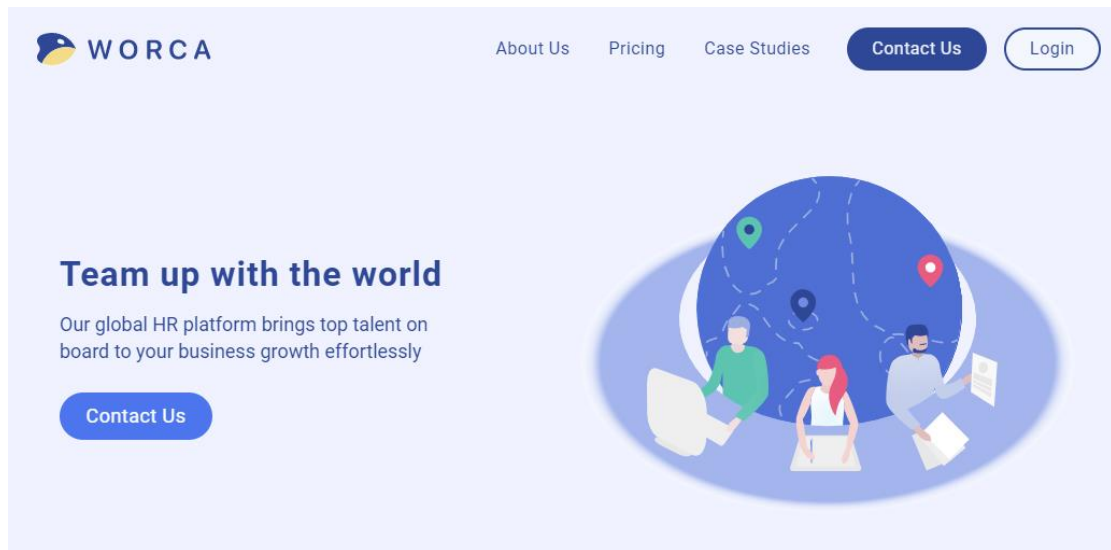 WORCA
About Us
Pricing
Case Studies
Contact Us
Login
Team up with the world
Our global HR platform brings top talent on
board to your business growth effortlessly
Contact Us